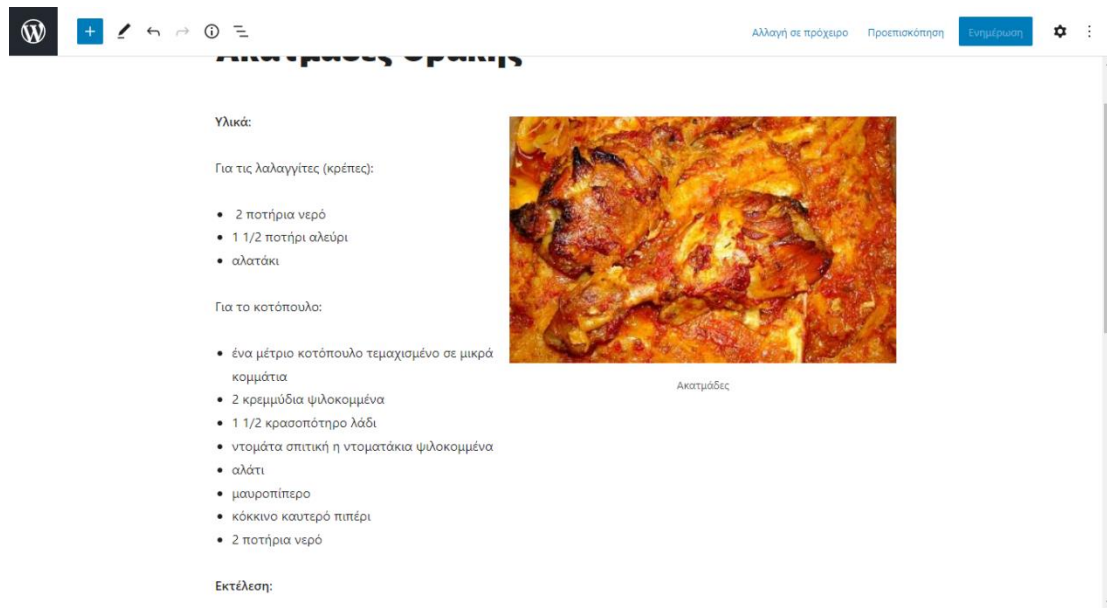 Αλλαγή σε πρόχειρο Προεπισκόπηση Ενημέρωση
Ακατμάδες Θράκης
Υλικά:
Για τις λαλαγγίτες (κρέπες):
2 ποτήρια νερό
1 1/2 ποτήρι αλεύρι
αλατάκι
Για το κοτόπουλο:
ένα μέτριο κοτόπουλο τεμαχισμένο σε μικρά
κομμάτια
2 κρεμμύδια ψιλοκομμένα
1 1/2 κρασοπότηρο λάδι
ντομάτα σπιτική η ντοματάκια ψιλοκομμένα
αλάτι
μαυροπίπερο
κόκκινο καυτερό πιπέρι
2 ποτήρια νερό
Ακατμάδες
Εκτέλεση: